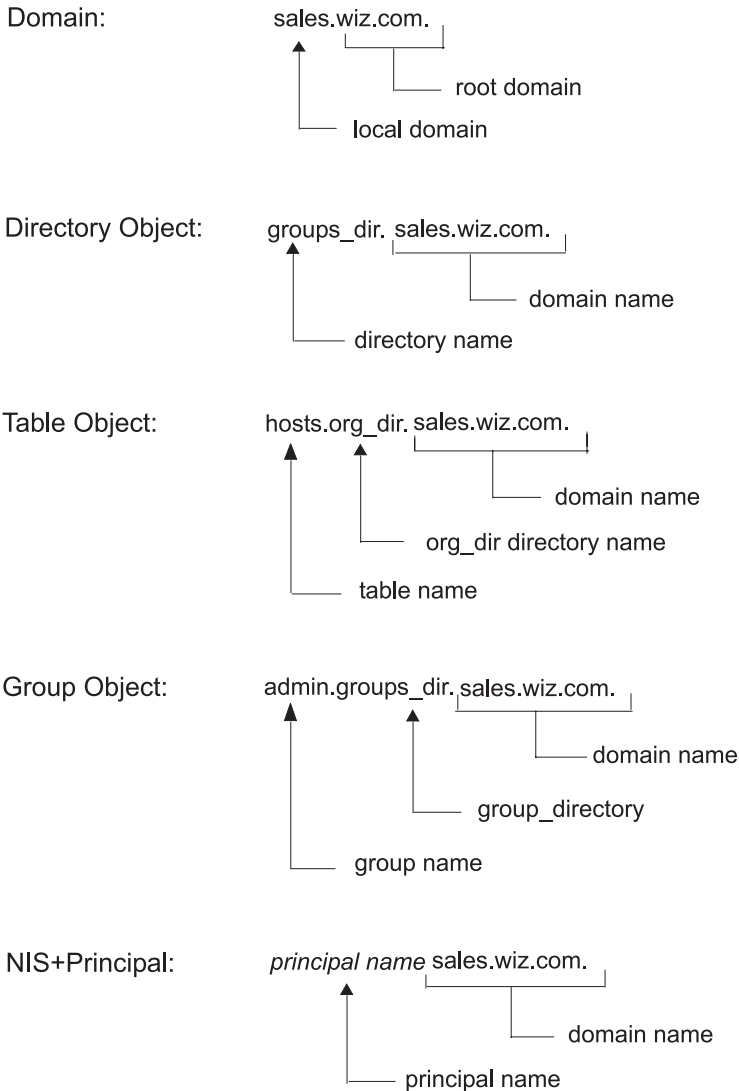 Domain: sales.wiz.com.
root domain
local domain
Directory Object: groups_dir. sales.wiz.com.
domain name
directory name
Table Object: hosts.org_dir. sales.wiz.com.
domain name
org_dir directory name
table name
Group Object: admin.groups_dir. sales.wiz.com.
domain name
group_directory
group name
NIS+Principal: principal name sales.wiz.com.
domain name
principal name